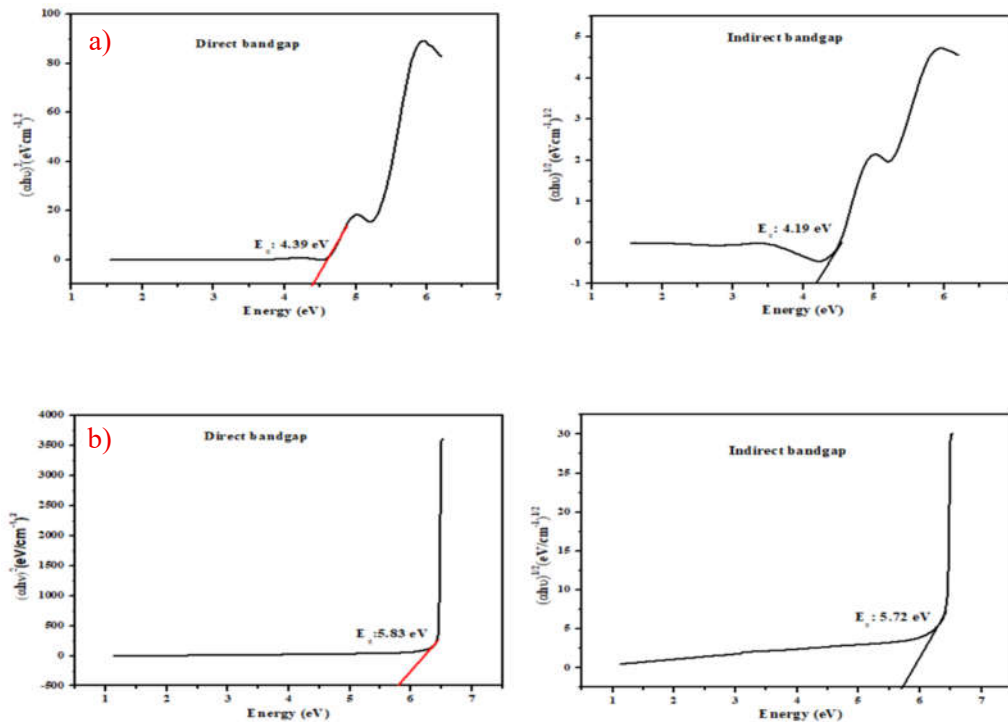 a)
Direct bandgap
(αhυ)²(eVcm⁻¹)²
E_g: 4.39 eV
100
80
60
40
20
0
1 2 3 4 5 6 7
Energy (eV)
Indirect bandgap
(αhυ)^1/2(eVcm⁻¹)^1/2
E_g: 4.19 eV
5
4
3
2
1
0
-1
1 2 3 4 5 6
Energy (eV)
b)
Direct bandgap
(αhυ)²(eV/cm⁻¹)²
E_g:5.83 eV
4000
3500
3000
2500
2000
1500
1000
500
0
-500
1 2 3 4 5 6 7
Energy (eV)
Indirect bandgap
(αhυ)^1/2(eV/cm⁻¹)^1/2
E_g: 5.72 eV
30
25
20
15
10
5
0
1 2 3 4 5 6 7
Energy (eV)